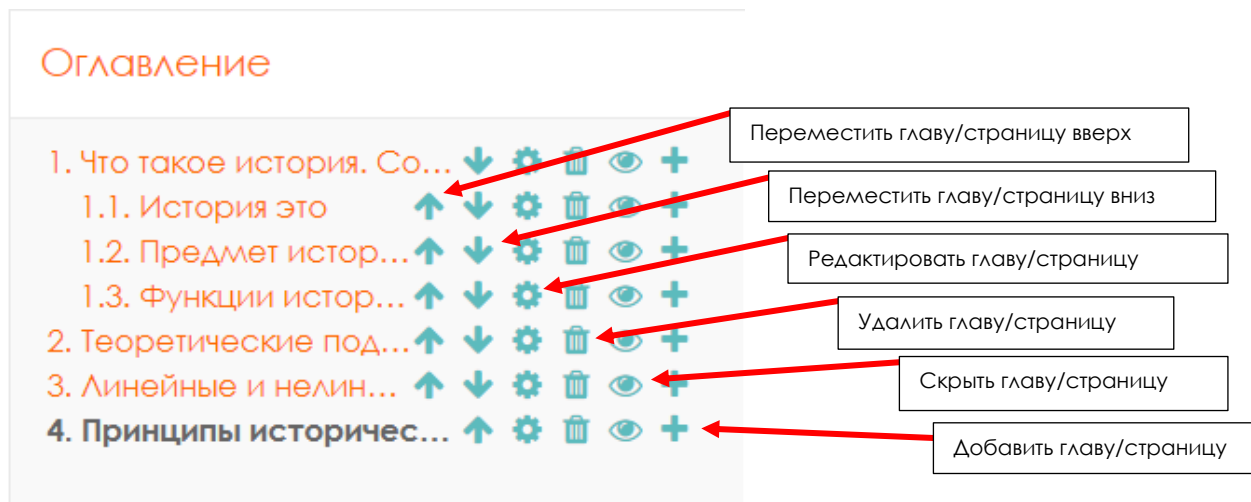 Оглавление
Переместить главу/страницу вверх
1. Что такое история. Со...
Переместить главу/страницу вниз
1.1. История это
1.2. Предмет истор...
Редактировать главу/страницу
1.3. Функции истор...
Удалить главу/страницу
2. Теоретические под...
Скрыть главу/страницу
3. Линейные и нелин...
4. Принципы историчес...
Добавить главу/страницу